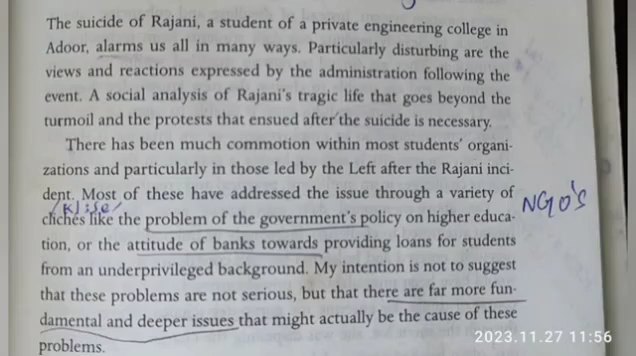 The suicide of Rajani, a student of a private engineering college in
Adoor, alarms us all in many ways. Particularly disturbing are the
views and reactions expressed by the administration following the
event. A social analysis of Rajani's tragic life that goes beyond the
turmoil and the protests that ensued after the suicide is necessary.
There has been much commotion within most students' organi-
zations and particularly in those led by the Left after the Rajani inci-
dent. Most of these have addressed the issue through a variety of
/Klise/
NGO's
cliches like the problem of the government's policy on higher educa-
tion, or the attitude of banks towards providing loans for students
from an underprivileged background. My intention is not to suggest
that these problems are not serious, but that there are far more fun-
damental and deeper issues that might actually be the cause of these
problems.
2023.11.27 11:56